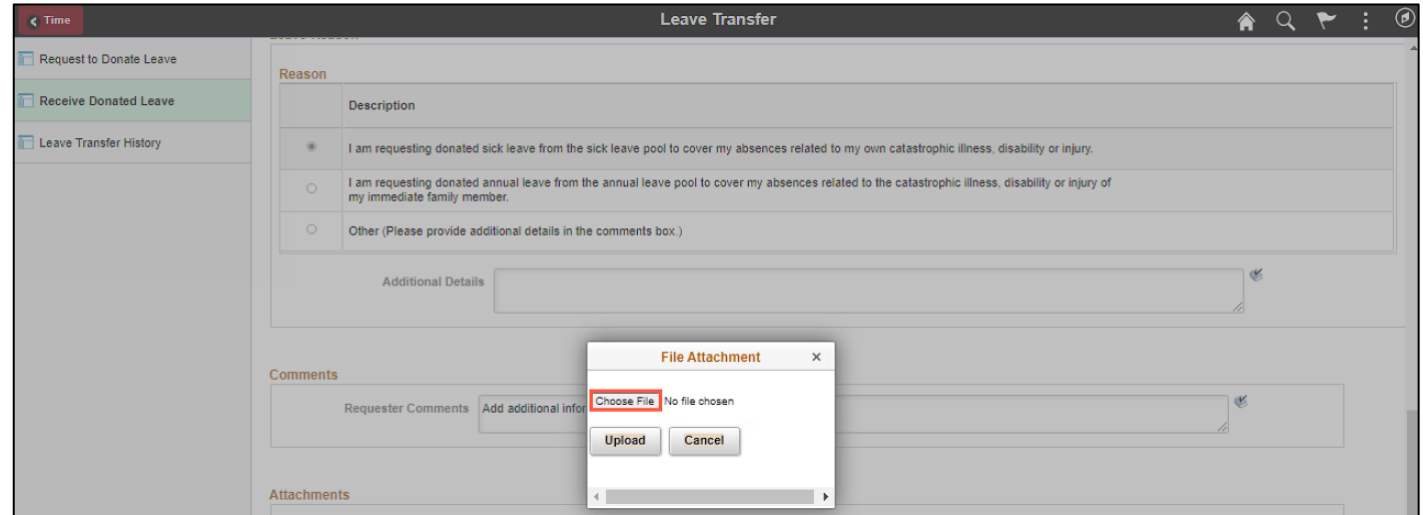 Time
Leave Transfer
Request to Donate Leave
Receive Donated Leave
Leave Transfer History
Leave Reason
Reason
Description
I am requesting donated sick leave from the sick leave pool to cover my absences related to my own catastrophic illness, disability or injury.
I am requesting donated annual leave from the annual leave pool to cover my absences related to the catastrophic illness, disability or injury of
my immediate family member.
Other (Please provide additional details in the comments box.)
Additional Details
File Attachment
×
Comments
Choose File No file chosen
Requester Comments Add additional infor
Upload Cancel
Attachments